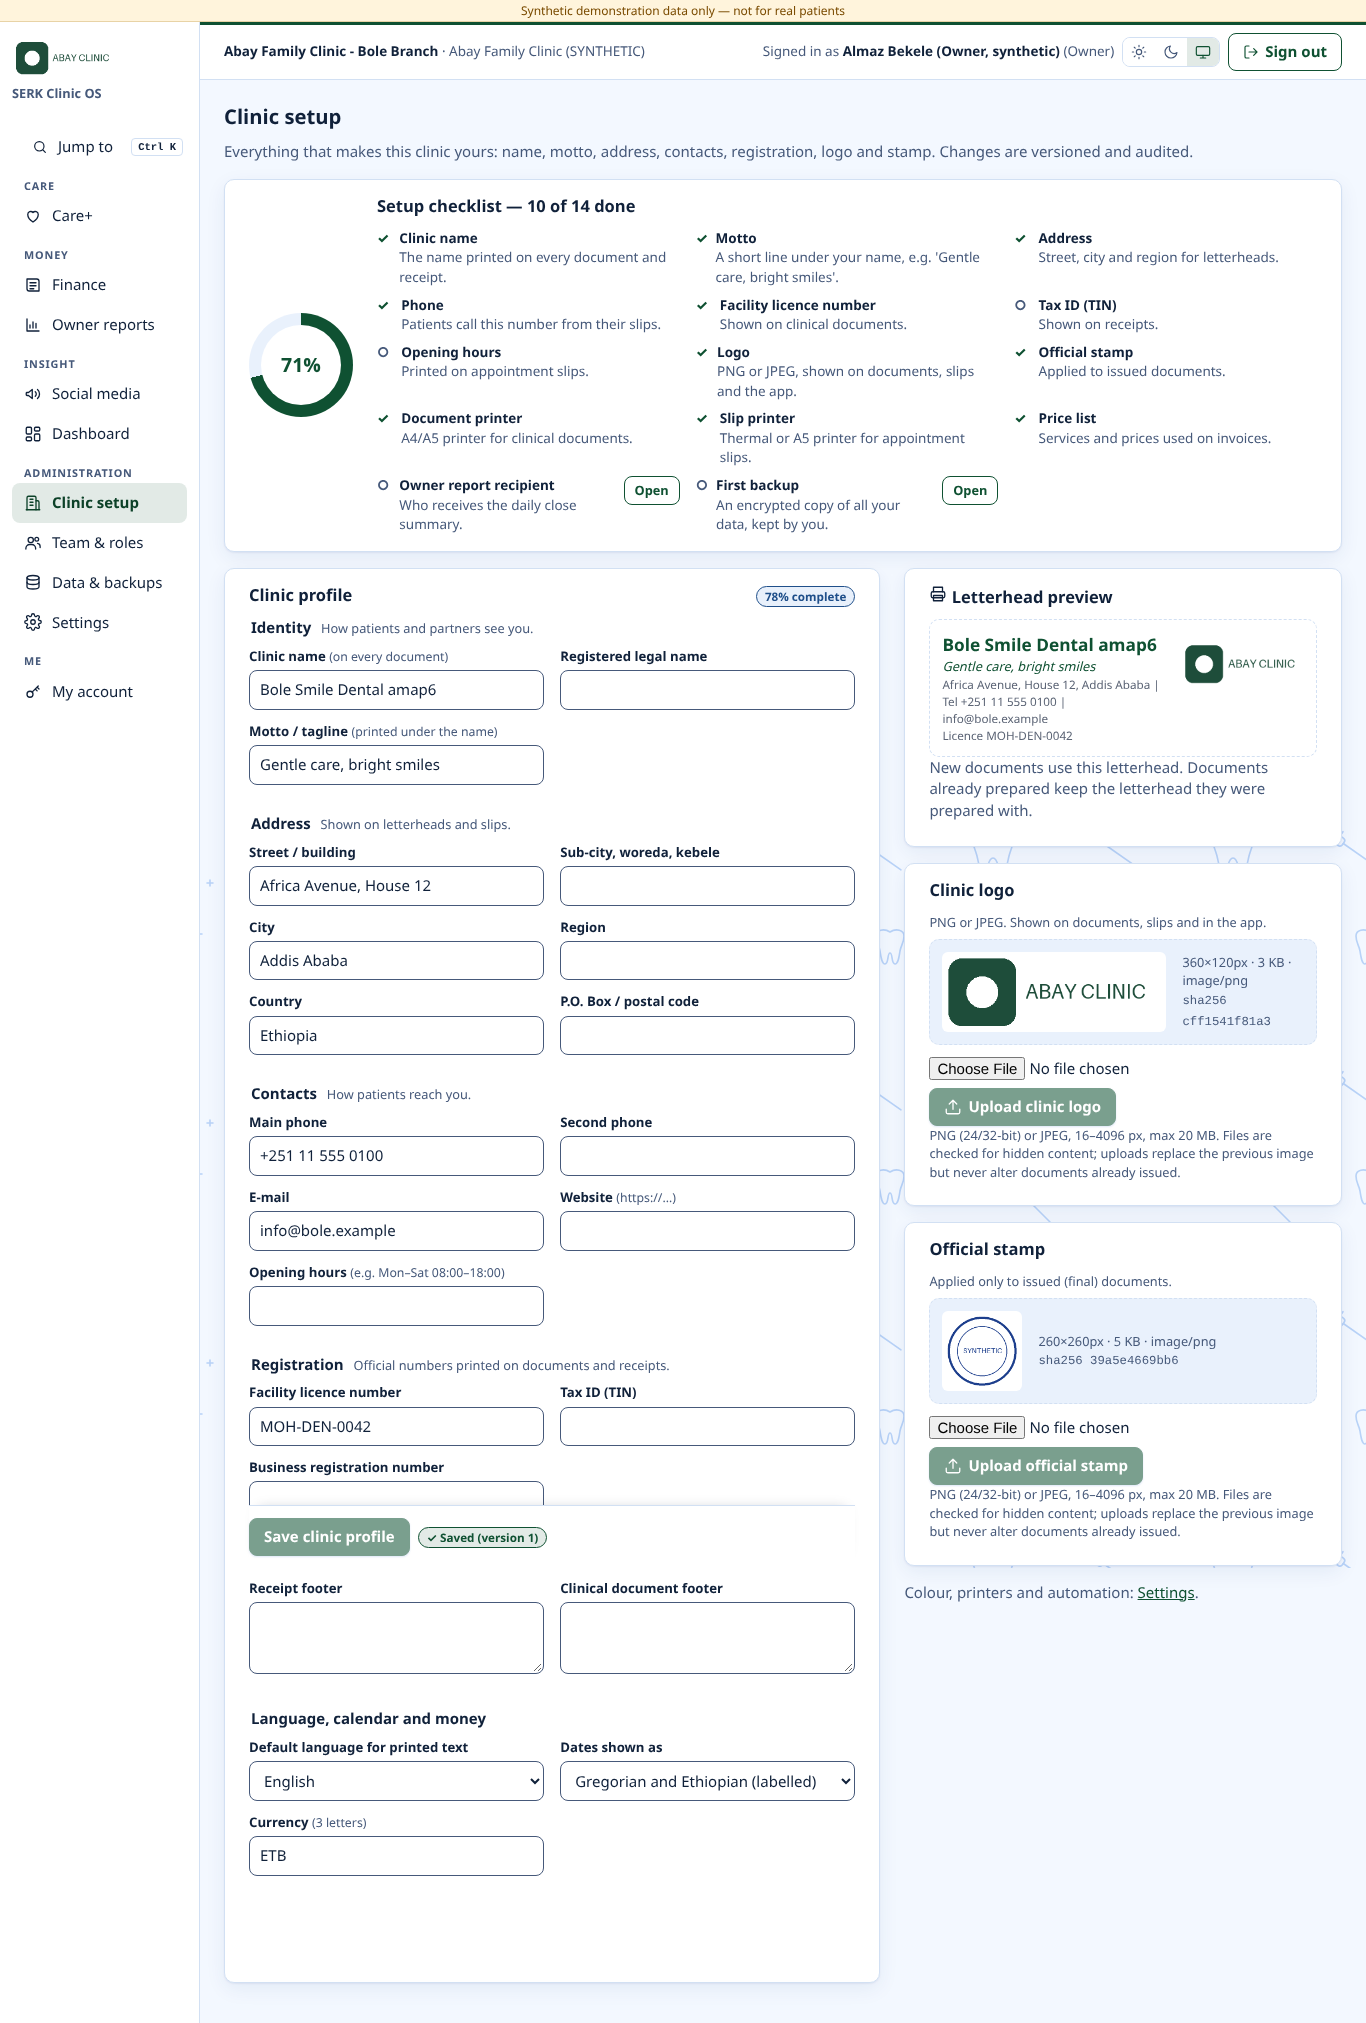 Synthetic demonstration data only — not for real patients
ABAY CLINIC
SERK Clinic OS
Jump to Ctrl K
CARE
Care+
MONEY
Finance
Owner reports
INSIGHT
Social media
Dashboard
ADMINISTRATION
Clinic setup
Team & roles
Data & backups
Settings
ME
My account
Abay Family Clinic - Bole Branch · Abay Family Clinic (SYNTHETIC)
Signed in as Almaz Bekele (Owner, synthetic) (Owner)
Sign out
Clinic setup
Everything that makes this clinic yours: name, motto, address, contacts, registration, logo and stamp. Changes are versioned and audited.
71%
Setup checklist — 10 of 14 done
Clinic name
The name printed on every document and
receipt.
Motto
A short line under your name, e.g. 'Gentle
care, bright smiles'.
Address
Street, city and region for letterheads.
Phone
Patients call this number from their slips.
Facility licence number
Shown on clinical documents.
Tax ID (TIN)
Shown on receipts.
Opening hours
Printed on appointment slips.
Logo
PNG or JPEG, shown on documents, slips
and the app.
Official stamp
Applied to issued documents.
Document printer
A4/A5 printer for clinical documents.
Slip printer
Thermal or A5 printer for appointment
slips.
Price list
Services and prices used on invoices.
Owner report recipient
Who receives the daily close
summary.
Open
First backup
An encrypted copy of all your
data, kept by you.
Open
Clinic profile
78% complete
Identity How patients and partners see you.
Clinic name (on every document)
Bole Smile Dental amap6
Registered legal name
Motto / tagline (printed under the name)
Gentle care, bright smiles
Address Shown on letterheads and slips.
Street / building
Africa Avenue, House 12
Sub-city, woreda, kebele
City
Addis Ababa
Region
Country
Ethiopia
P.O. Box / postal code
Contacts How patients reach you.
Main phone
+251 11 555 0100
Second phone
E-mail
info@bole.example
Website (https://...)
Opening hours (e.g. Mon–Sat 08:00–18:00)
Registration Official numbers printed on documents and receipts.
Facility licence number
MOH-DEN-0042
Tax ID (TIN)
Business registration number
Save clinic profile
✓ Saved (version 1)
Receipt footer
Clinical document footer
Language, calendar and money
Default language for printed text
English
Dates shown as
Gregorian and Ethiopian (labelled)
Currency (3 letters)
ETB
Letterhead preview
Bole Smile Dental amap6
Gentle care, bright smiles
Africa Avenue, House 12, Addis Ababa |
Tel +251 11 555 0100 |
info@bole.example
Licence MOH-DEN-0042
ABAY CLINIC
New documents use this letterhead. Documents
already prepared keep the letterhead they were
prepared with.
Clinic logo
PNG or JPEG. Shown on documents, slips and in the app.
ABAY CLINIC
360×120px · 3 KB ·
image/png
sha256
cff1541f81a3
Choose File No file chosen
Upload clinic logo
PNG (24/32-bit) or JPEG, 16–4096 px, max 20 MB. Files are
checked for hidden content; uploads replace the previous image
but never alter documents already issued.
Official stamp
Applied only to issued (final) documents.
SYNTHETIC
260×260px · 5 KB · image/png
sha256 39a5e4669bb6
Choose File No file chosen
Upload official stamp
PNG (24/32-bit) or JPEG, 16–4096 px, max 20 MB. Files are
checked for hidden content; uploads replace the previous image
but never alter documents already issued.
Colour, printers and automation: Settings.